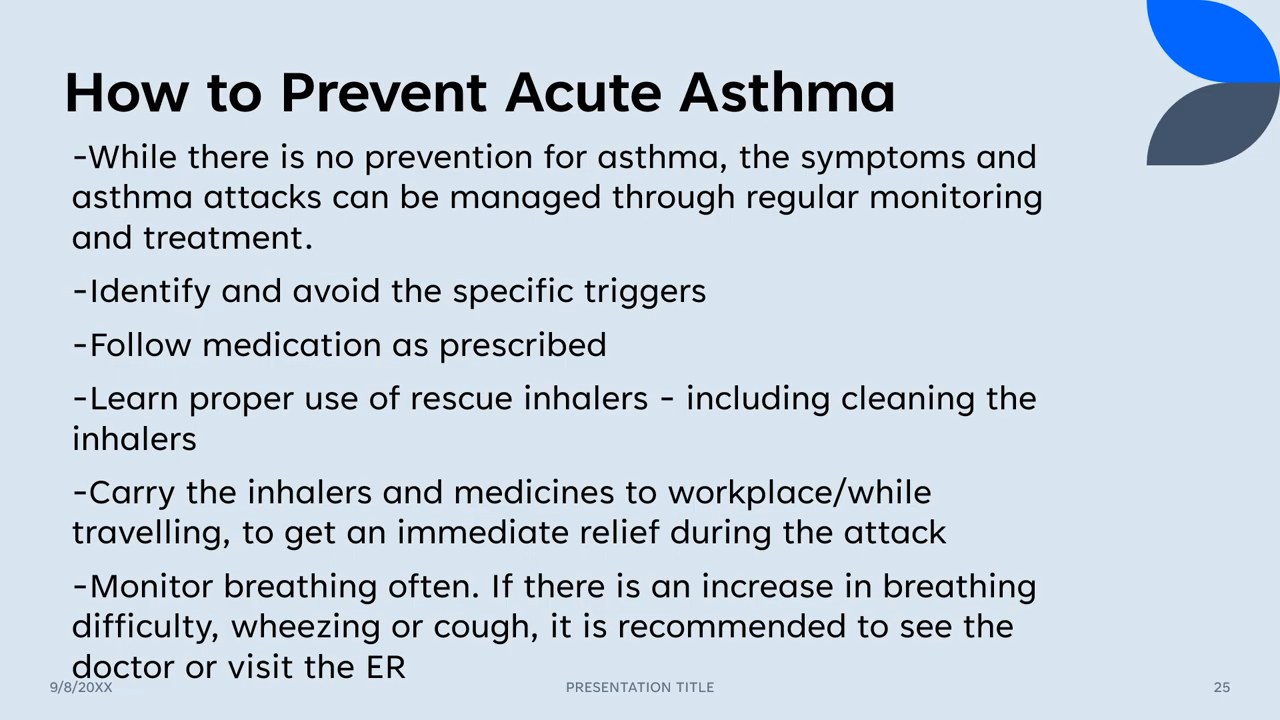 How to Prevent Acute Asthma
-While there is no prevention for asthma, the symptoms and
asthma attacks can be managed through regular monitoring
and treatment.
-Identify and avoid the specific triggers
-Follow medication as prescribed
-Learn proper use of rescue inhalers - including cleaning the
inhalers
-Carry the inhalers and medicines to workplace/while
travelling, to get an immediate relief during the attack
-Monitor breathing often. If there is an increase in breathing
difficulty, wheezing or cough, it is recommended to see the
doctor or visit the ER
9/8/20XX
PRESENTATION TITLE
25